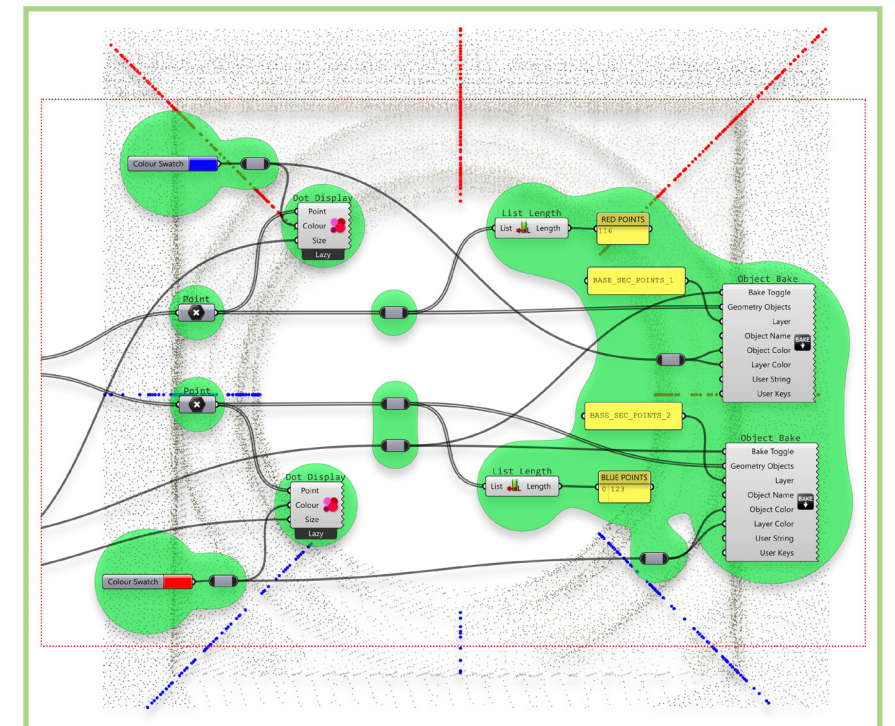 Colour Swatch
Dot Display
Point
Colour
Size
Lazy
List Length
List
Length
RED POINTS
116
BASE_SEC_POINTS_1
Object Bake
Bake Toggle
Geometry Objects
Layer
Object Name
Object Color
Layer Color
User String
User Keys
BAKE
Point
Point
BASE_SEC_POINTS_2
Object Bake
Bake Toggle
Geometry Objects
Layer
Object Name
Object Color
Layer Color
User String
User Keys
BAKE
List Length
List
Length
BLUE POINTS
0 123
Dot Display
Point
Colour
Size
Lazy
Colour Swatch